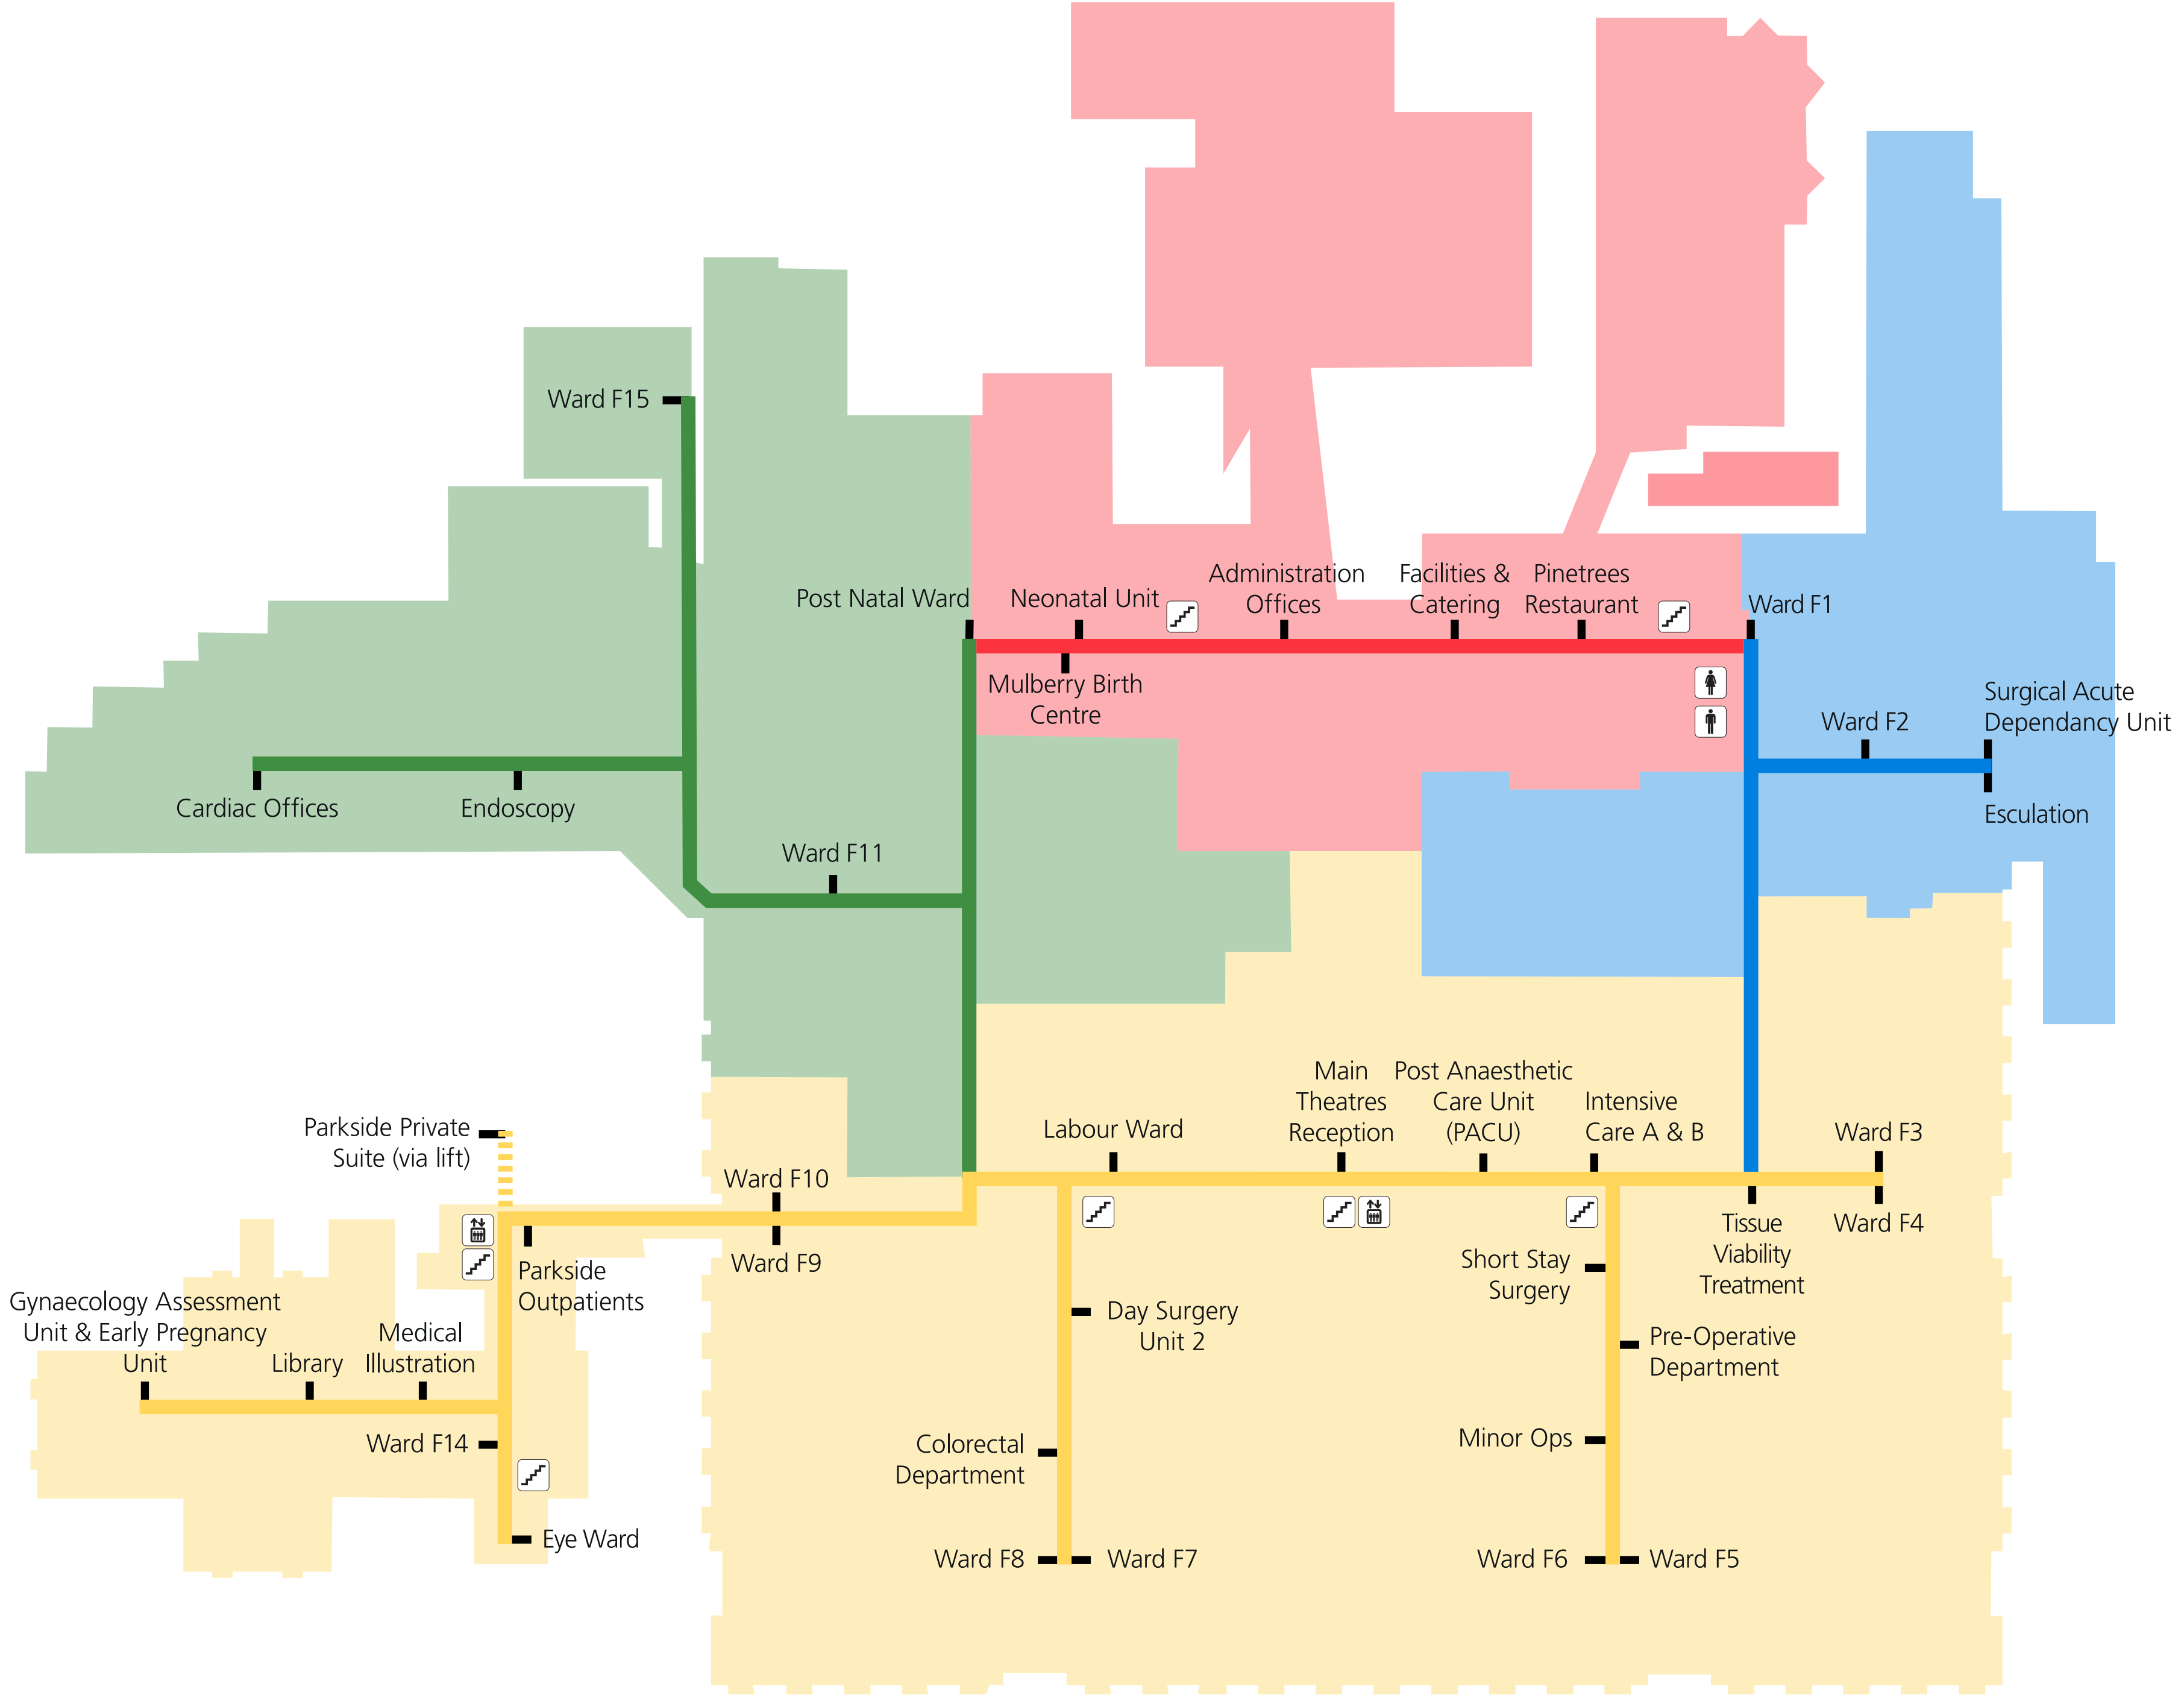 Ward F15
Post Natal Ward
Neonatal Unit
Administration
Offices
Facilities &
Catering
Pinetrees
Restaurant
Ward F1
Mulberry Birth
Centre
Surgical Acute
Dependancy Unit
Ward F2
Esculation
Cardiac Offices
Endoscopy
Ward F11
Parkside Private
Suite (via lift)
Ward F10
Ward F9
Labour Ward
Main
Theatres
Reception
Post Anaesthetic
Care Unit
(PACU)
Intensive
Care A & B
Ward F3
Ward F4
Tissue
Viability
Treatment
Parkside
Outpatients
Short Stay
Surgery
Gynaecology Assessment
Unit & Early Pregnancy
Unit
Library
Medical
Illustration
Day Surgery
Unit 2
Pre-Operative
Department
Ward F14
Colorectal
Department
Minor Ops
Eye Ward
Ward F8
Ward F7
Ward F6
Ward F5